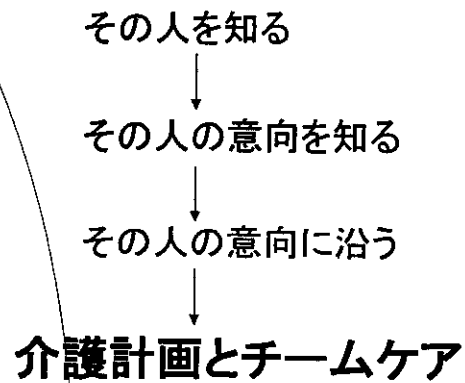 その人を知る
その人の意向を知る
その人の意向に沿う
介護計画とチームケア